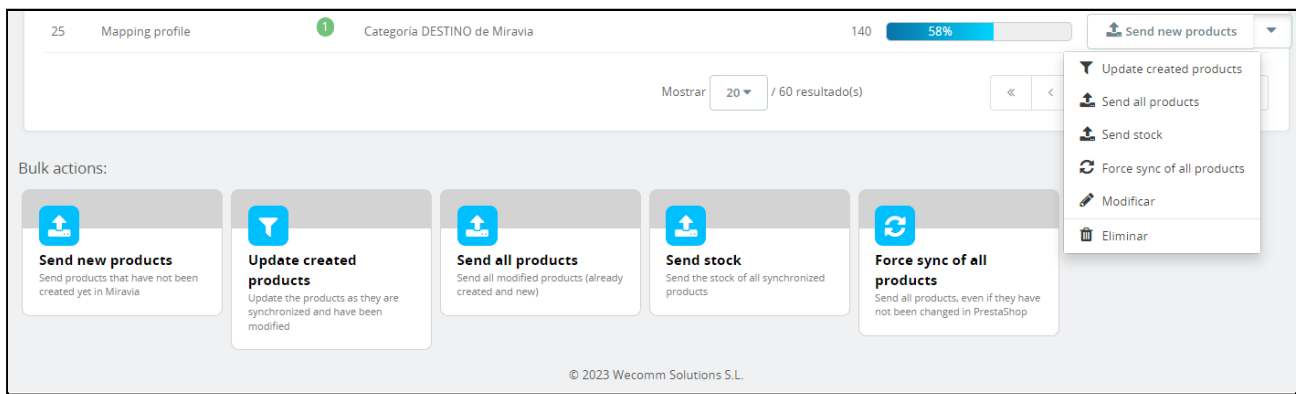 25 Mapping profile 1 Categoría DESTINO de Miravia 140 58% Send new products
Update created products
Mostrar 20 / 60 resultado(s) « <
Send all products
Send stock
Force sync of all products
Modificar
Eliminar
Bulk actions:
Send new products
Send products that have not been
created yet in Miravia
Update created
products
Update the products as they are
synchronized and have been
modified
Send all products
Send all modified products (already
created and new)
Send stock
Send the stock of all synchronized
products
Force sync of all
products
Send all products, even if they have
not been changed in PrestaShop
© 2023 Wecomm Solutions S.L.